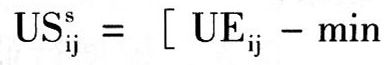 US^s_ij = [ UE_ij − min